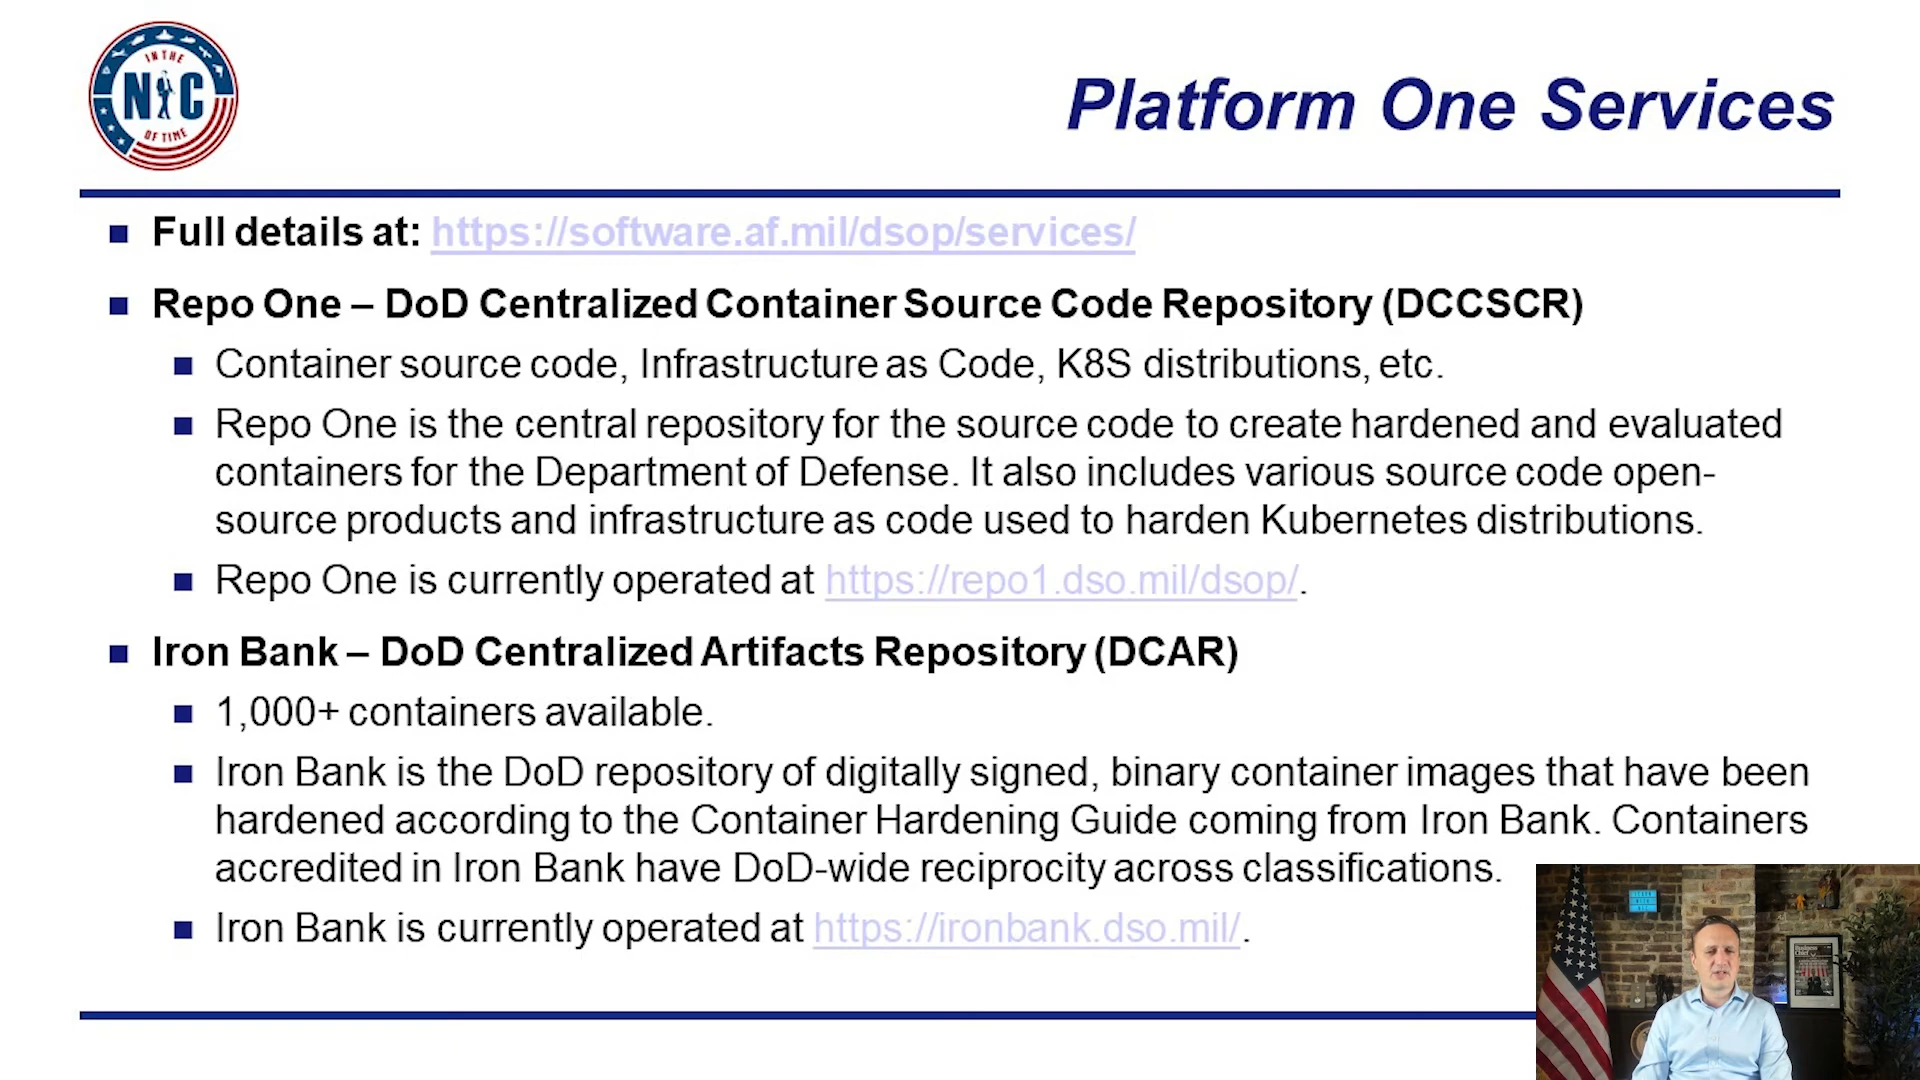 IN THE
NIC
OF TIME
Platform One Services
Full details at: https://software.af.mil/dsop/services/
Repo One – DoD Centralized Container Source Code Repository (DCCSCR)
Container source code, Infrastructure as Code, K8S distributions, etc.
Repo One is the central repository for the source code to create hardened and evaluated
containers for the Department of Defense. It also includes various source code open-
source products and infrastructure as code used to harden Kubernetes distributions.
Repo One is currently operated at https://repo1.dso.mil/dsop/.
Iron Bank – DoD Centralized Artifacts Repository (DCAR)
1,000+ containers available.
Iron Bank is the DoD repository of digitally signed, binary container images that have been
hardened according to the Container Hardening Guide coming from Iron Bank. Containers
accredited in Iron Bank have DoD-wide reciprocity across classifications.
Iron Bank is currently operated at https://ironbank.dso.mil/.